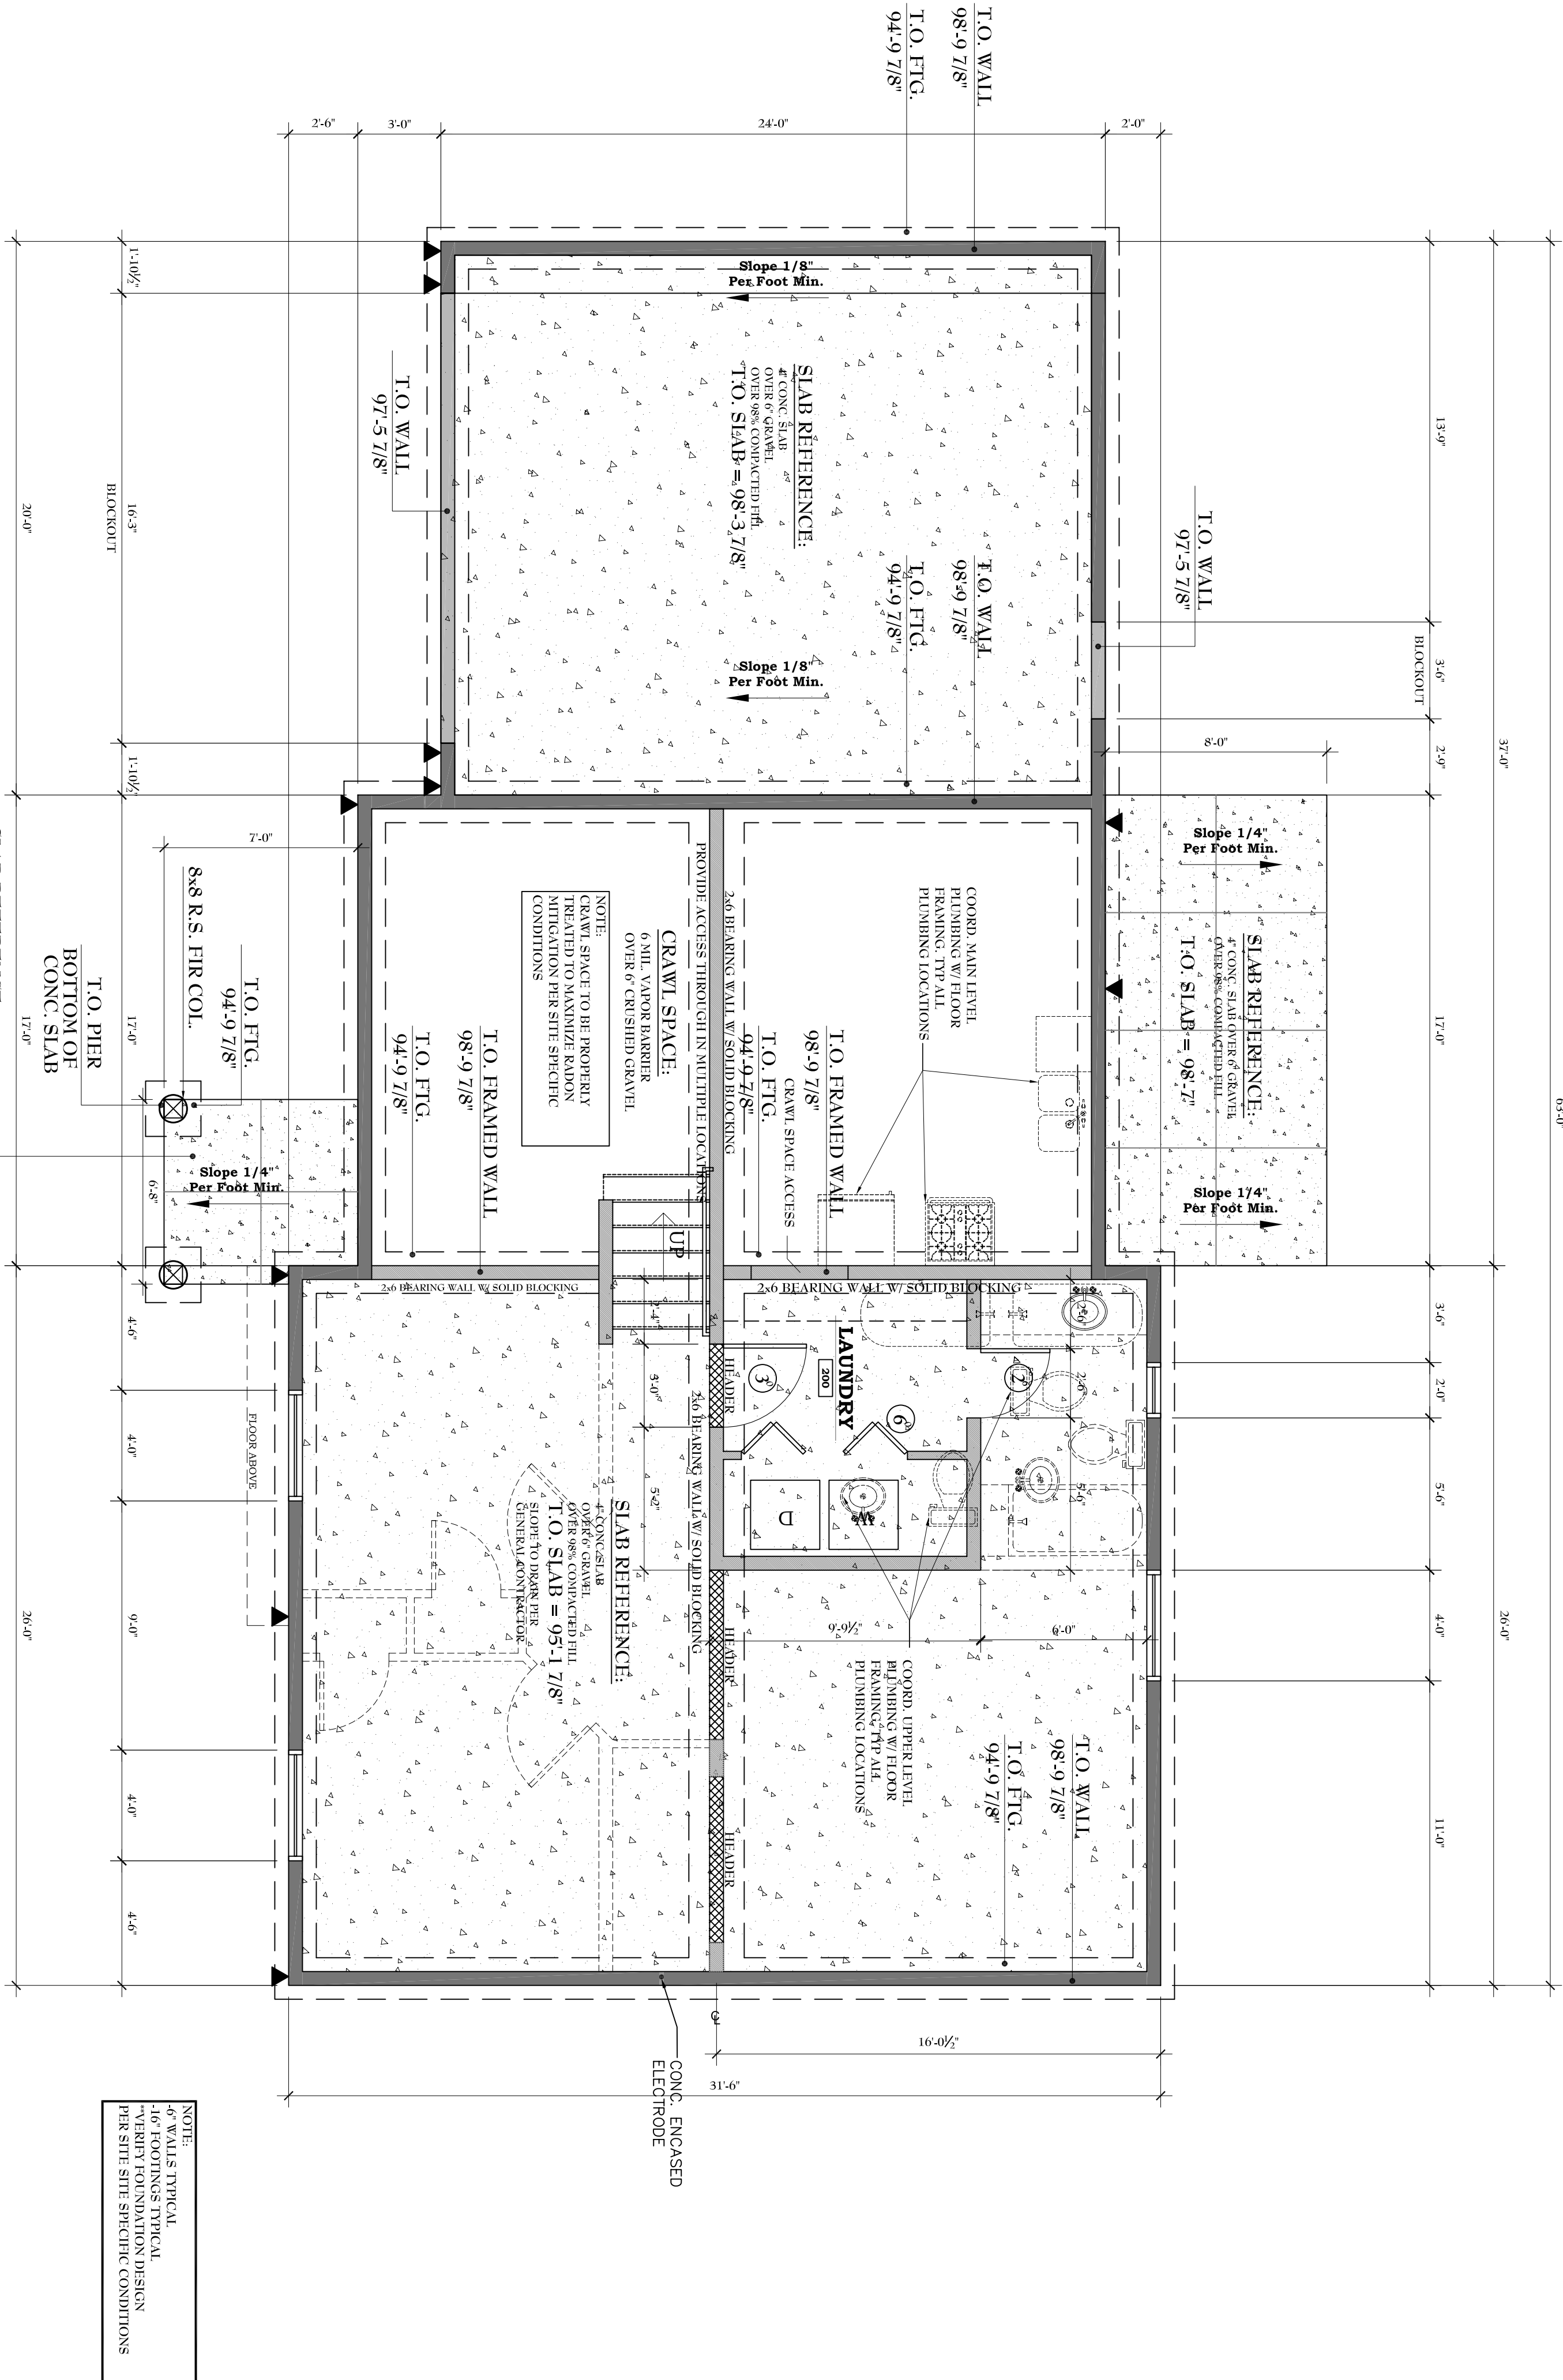 T.O. WALL
98'-9 7/8"
T.O. FTG.
94'-9 7/8"
2'-6"
3'-0"
24'-0"
2'-0"
63'-0"
37'-0"
26'-0"
13'-9"
3'-6"
BLOCKOUT
2'-9"
17'-0"
3'-6"
2'-0"
5'-6"
4'-0"
11'-0"
8'-0"
T.O. WALL
97'-5 7/8"
Slope 1/8"
Per Foot Min.
SLAB REFERENCE:
4" CONC. SLAB
OVER 6" GRAVEL
OVER 98% COMPACTED FILL
T.O. SLAB = 98'-3 7/8"
T.O. WALL
98'-9 7/8"
T.O. FTG.
94'-9 7/8"
Slope 1/8"
Per Foot Min.
T.O. WALL
97'-5 7/8"
Slope 1/4"
Per Foot Min.
SLAB REFERENCE:
4" CONC. SLAB OVER 6" GRAVEL
OVER 98% COMPACTED FILL
T.O. SLAB = 98'-7"
Slope 1/4"
Per Foot Min.
COORD. MAIN LEVEL
PLUMBING W/ FLOOR
FRAMING. TYP ALL
PLUMBING LOCATIONS
T.O. FRAMED WALL
98'-9 7/8"
CRAWL SPACE ACCESS
T.O. FTG.
94'-9 7/8"
2x6 BEARING WALL W/ SOLID BLOCKING
PROVIDE ACCESS THROUGH IN MULTIPLE LOCATIONS
CRAWL SPACE:
6 MIL. VAPOR BARRIER
OVER 6" CRUSHED GRAVEL
NOTE:
CRAWL SPACE TO BE PROPERLY
TREATED TO MAXIMIZE RADON
MITIGATION PER SITE SPECIFIC
CONDITIONS
T.O. FRAMED WALL
98'-9 7/8"
T.O. FTG.
94'-9 7/8"
UP
2x6 BEARING WALL W/ SOLID BLOCKING
2x6 BEARING WALL W/ SOLID BLOCKING
2'-6"
2'-6"
5'-6"
LAUNDRY
200
W
D
HEADER
2'-4"
3'-0"
5'-2"
2x6 BEARING WALL W/ SOLID BLOCKING
HEADER
HEADER
9'-9½"
6'-0"
COORD. UPPER LEVEL
PLUMBING W/ FLOOR
FRAMING. TYP ALL
PLUMBING LOCATIONS
T.O. WALL
98'-9 7/8"
T.O. FTG.
94'-9 7/8"
SLAB REFERENCE:
4" CONC. SLAB
OVER 6" GRAVEL
OVER 98% COMPACTED FILL
T.O. SLAB = 95'-1 7/8"
SLOPE TO DRAIN PER
GENERAL CONTRACTOR
7'-0"
8x8 R.S. FIR COL.
T.O. FTG.
94'-9 7/8"
T.O. PIER
BOTTOM OF
CONC. SLAB
Slope 1/4"
Per Foot Min.
6'-8"
FLOOR ABOVE
1'-10½"
16'-3"
BLOCKOUT
1'-10½"
17'-0"
4'-6"
4'-0"
9'-0"
4'-0"
4'-6"
20'-0"
17'-0"
26'-0"
16'-0½"
31'-6"
CONC. ENCASED
ELECTRODE
NOTE:
-6" WALLS TYPICAL
-16" FOOTINGS TYPICAL
**VERIFY FOUNDATION DESIGN
PER SITE SITE SPECIFIC CONDITIONS